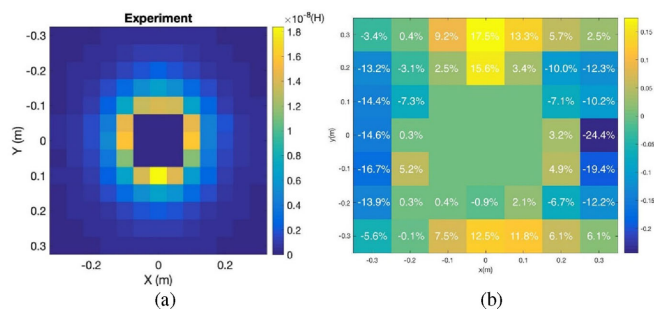 Experiment
×10⁻⁸(H)
-0.3
-0.2
-0.1
0
0.1
0.2
0.3
Y (m)
-0.2
0
0.2
X (m)
1.8
1.6
1.4
1.2
1
0.8
0.6
0.4
0.2
0
(a)
0.3 -3.4% 0.4% 9.2% 17.5% 13.3% 5.7% 2.5%
0.2 -13.2% -3.1% 2.5% 15.6% 3.4% -10.0% -12.3%
0.1 -14.4% -7.3% -7.1% -10.2%
0 -14.6% 0.3% 3.2% -24.4%
-0.1 -16.7% 5.2% 4.9% -19.4%
-0.2 -13.9% 0.3% 0.4% -0.9% 2.1% -6.7% -12.2%
-0.3 -5.6% -0.1% 7.5% 12.5% 11.8% 6.1% 6.1%
y(m)
-0.3 -0.2 -0.1 0 0.1 0.2 0.3
x(m)
0.15
0.1
0.05
0
-0.05
-0.1
-0.15
-0.2
(b)